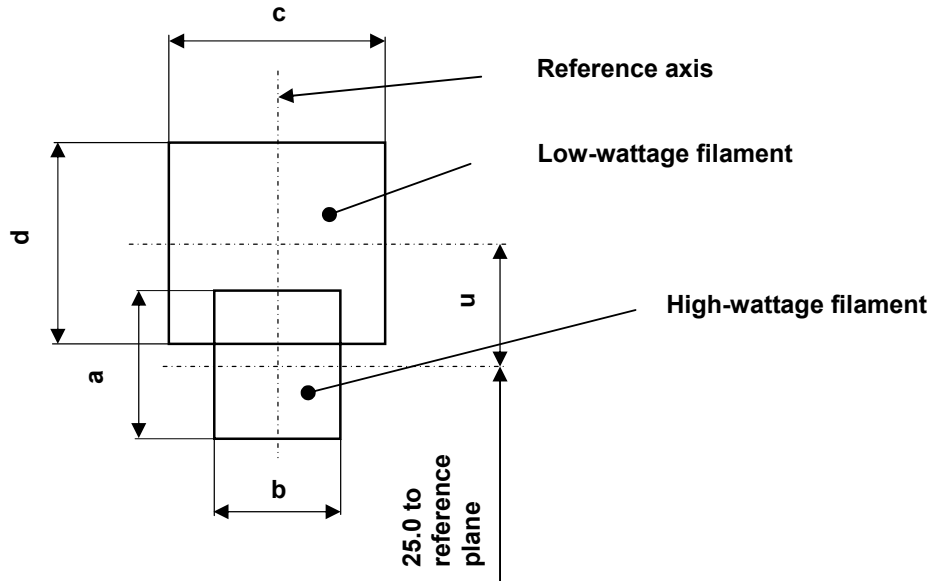 c
Reference axis
Low-wattage filament
d
u
High-wattage filament
a
b
25.0 to
reference
plane